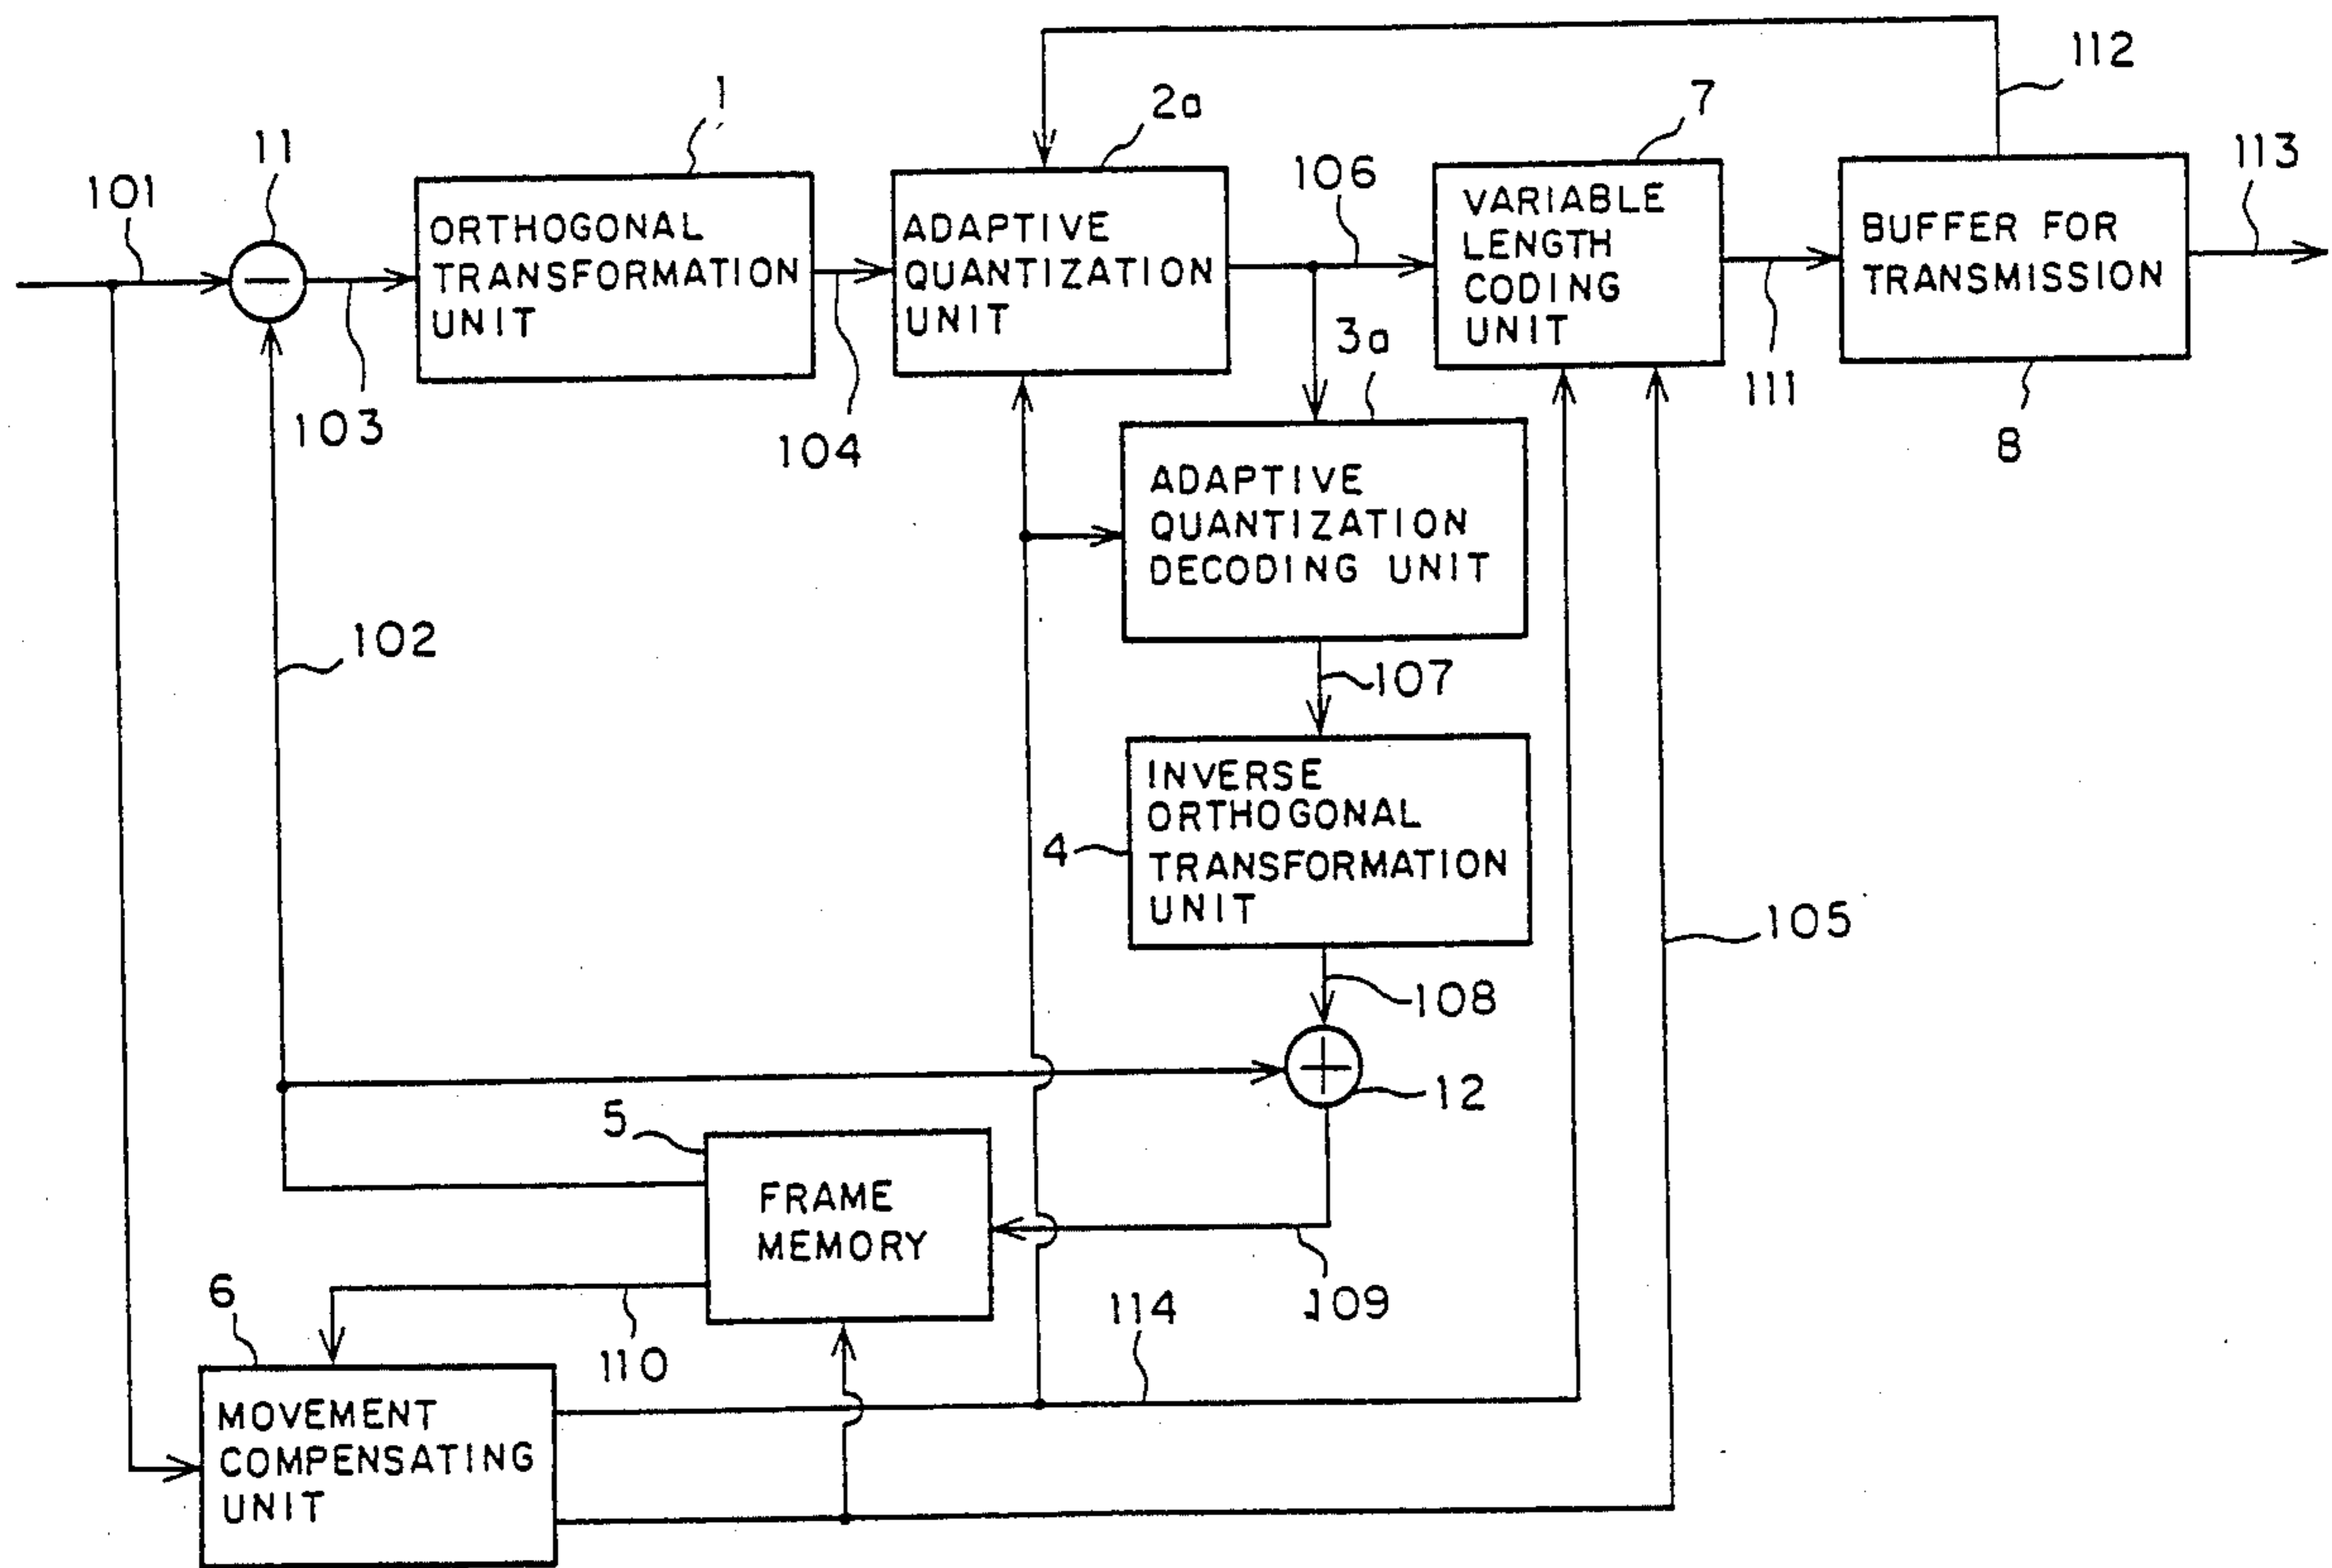 112
1
2a
7
11
101
106
113
ORTHOGONAL
TRANSFORMATION
UNIT
ADAPTIVE
QUANTIZATION
UNIT
VARIABLE
LENGTH
CODING
UNIT
BUFFER FOR
TRANSMISSION
103
104
3a
111
8
ADAPTIVE
QUANTIZATION
DECODING UNIT
102
107
INVERSE
ORTHOGONAL
TRANSFORMATION
UNIT
4
105
108
12
5
FRAME
MEMORY
6
110
109
114
MOVEMENT
COMPENSATING
UNIT